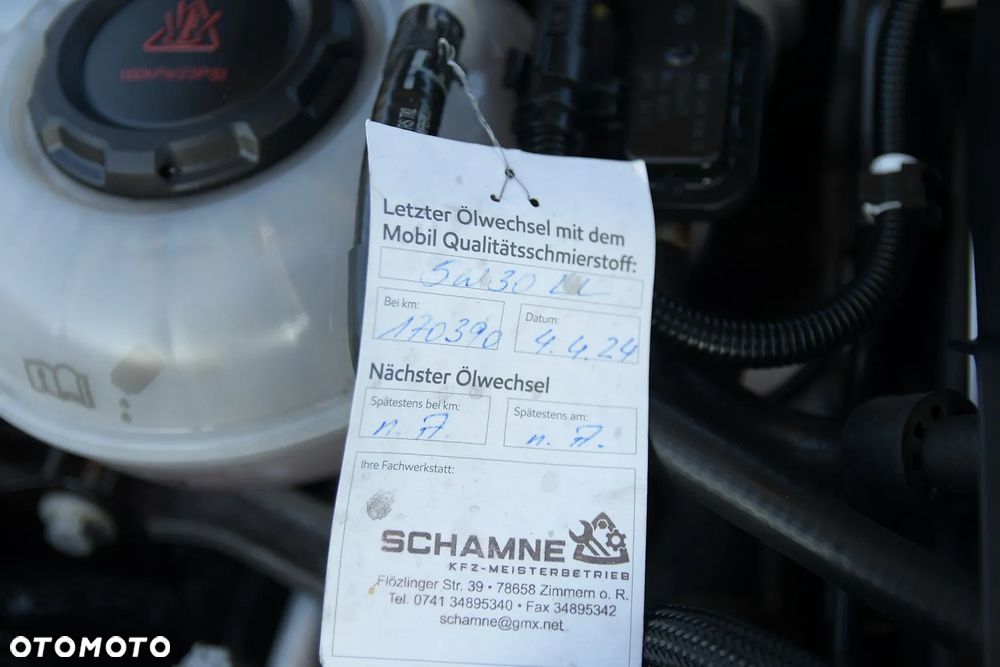 160kPa/23PSI
Letzter Ölwechsel mit dem
Mobil Qualitätsschmierstoff:
5W30 LL
Bei km:
170390
Datum:
4.4.24
Nächster Ölwechsel
Spätestens bei km:
n. A.
Spätestens am:
n. A.
Ihre Fachwerkstatt:
SCHAMNE
KFZ-MEISTERBETRIEB
Flözlinger Str. 39 • 78658 Zimmern o. R.
Tel. 0741 34895340 • Fax 34895342
schamne@gmx.net
OTOMOTO